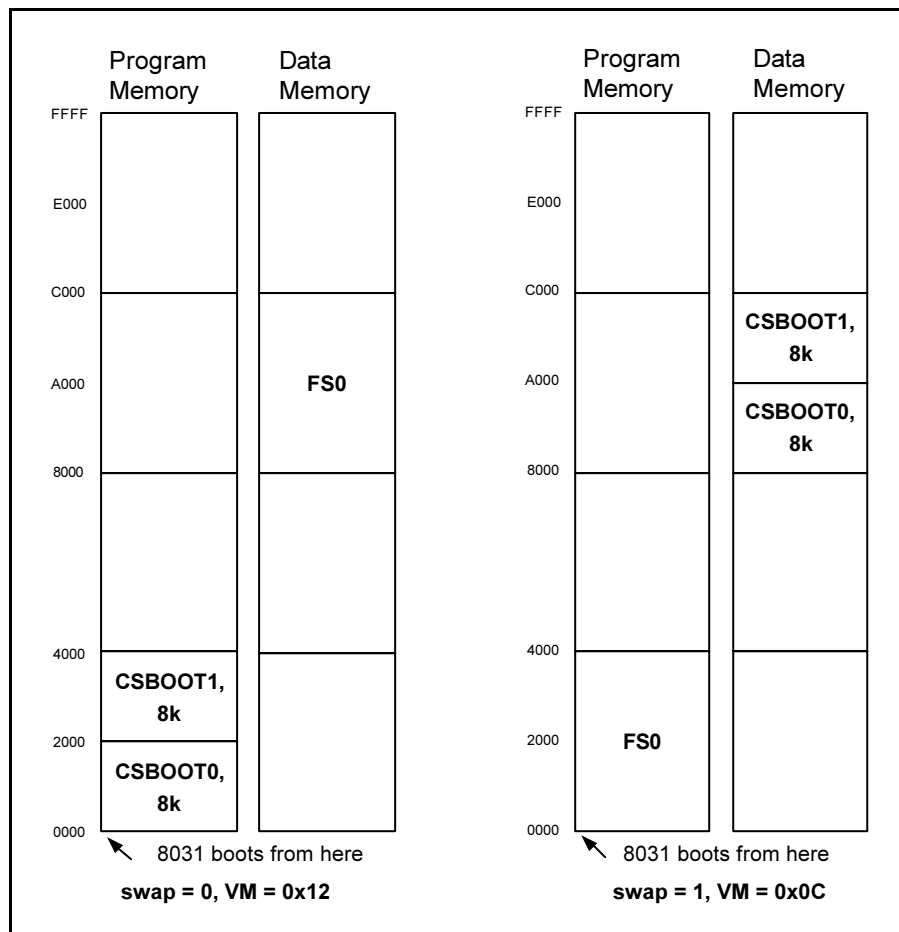 Program
Memory
Data
Memory
FFFF
E000
C000
A000
FS0
8000
4000
CSBOOT1,
8k
2000
CSBOOT0,
8k
0000
8031 boots from here
swap = 0, VM = 0x12
Program
Memory
Data
Memory
FFFF
E000
C000
CSBOOT1,
8k
A000
CSBOOT0,
8k
8000
4000
2000
FS0
0000
8031 boots from here
swap = 1, VM = 0x0C